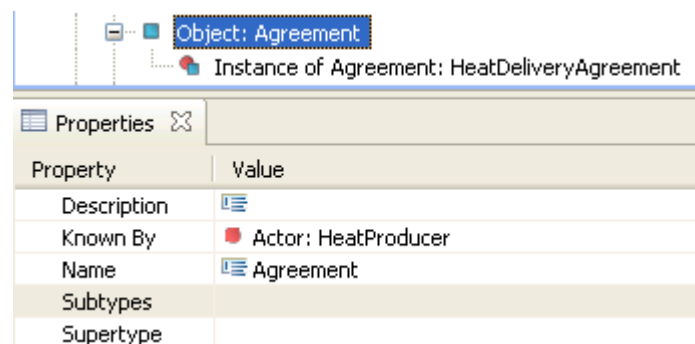 Object: Agreement
Instance of Agreement: HeatDeliveryAgreement
Properties
Property Value
Description
Known By Actor: HeatProducer
Name Agreement
Subtypes
Supertype